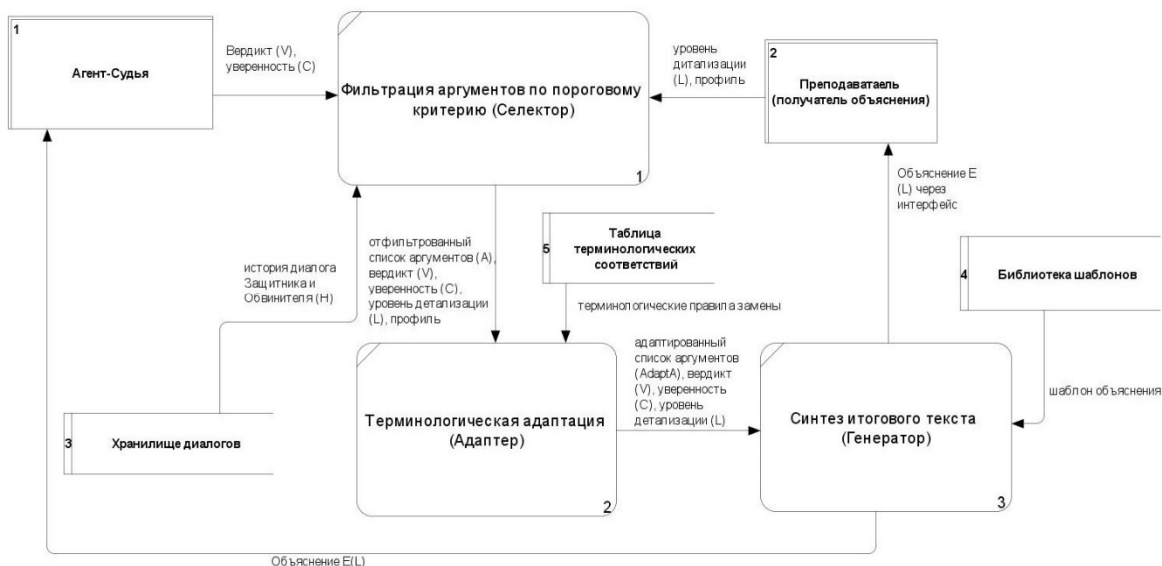 1
Агент-Судья
Вердикт (V),
уверенность (C)
Фильтрация аргументов по пороговому
критерию (Селектор)
1
уровень
дитализации
(L), профиль
2
Преподаватаель
(получатель объяснения)
Объяснение E
(L) через
интерфейс
история диалога
Защитника и
Обвинителя (H)
отфильтрованный
список аргументов (A),
вердикт (V),
уверенность (C),
уровень детализации
(L), профиль
5
Таблица
терминологических
соответствий
терминологические правила замены
4
Библиотека шаблонов
шаблон объяснения
3
Хранилище диалогов
Терминологическая адаптация
(Адаптер)
2
адаптированный
список аргументов
(AdaptA), вердикт
(V), уверенность
(C), уровень
детализации (L)
Синтез итогового текста
(Генератор)
3
Объяснение E(L)